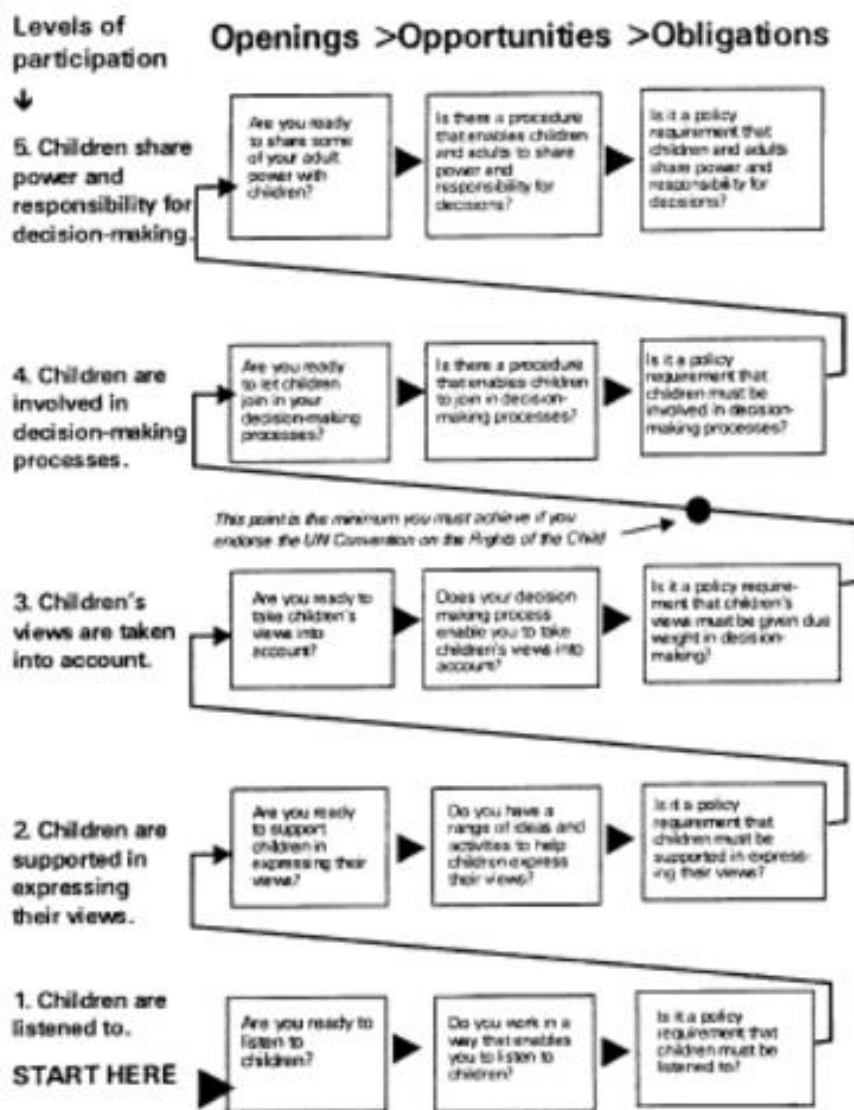 Levels of
participation
Openings >Opportunities >Obligations
5. Children share
power and
responsibility for
decision-making.
Are you ready
to share some
of your adult
power with
children?
Is there a procedure
that enables children
and adults to share
power and
responsibility for
decisions?
Is it a policy
requirement that
children and adults
share power and
responsibility for
decisions?
4. Children are
involved in
decision-making
processes.
Are you ready
to let children
join in your
decision-making
processes?
Is there a procedure
that enables children
to join in decision-
making processes?
Is it a policy
requirement that
children must be
involved in decision-
making processes?
This point is the minimum you must achieve if you
endorse the UN Convention on the Rights of the Child
3. Children's
views are taken
into account.
Are you ready to
take children's
views into
account?
Does your decision
making process
enable you to take
children's views into
account?
Is it a policy require-
ment that children's
views must be given due
weight in decision-
making?
2. Children are
supported in
expressing
their views.
Are you ready
to support
children in
expressing their
views?
Do you have a
range of ideas and
activities to help
children express
their views?
Is it a policy
requirement that
children must be
supported in express-
ing their views?
1. Children are
listened to.
START HERE
Are you ready to
listen to
children?
Do you work in a
way that enables
you to listen to
children?
Is it a policy
requirement that
children must be
listened to?